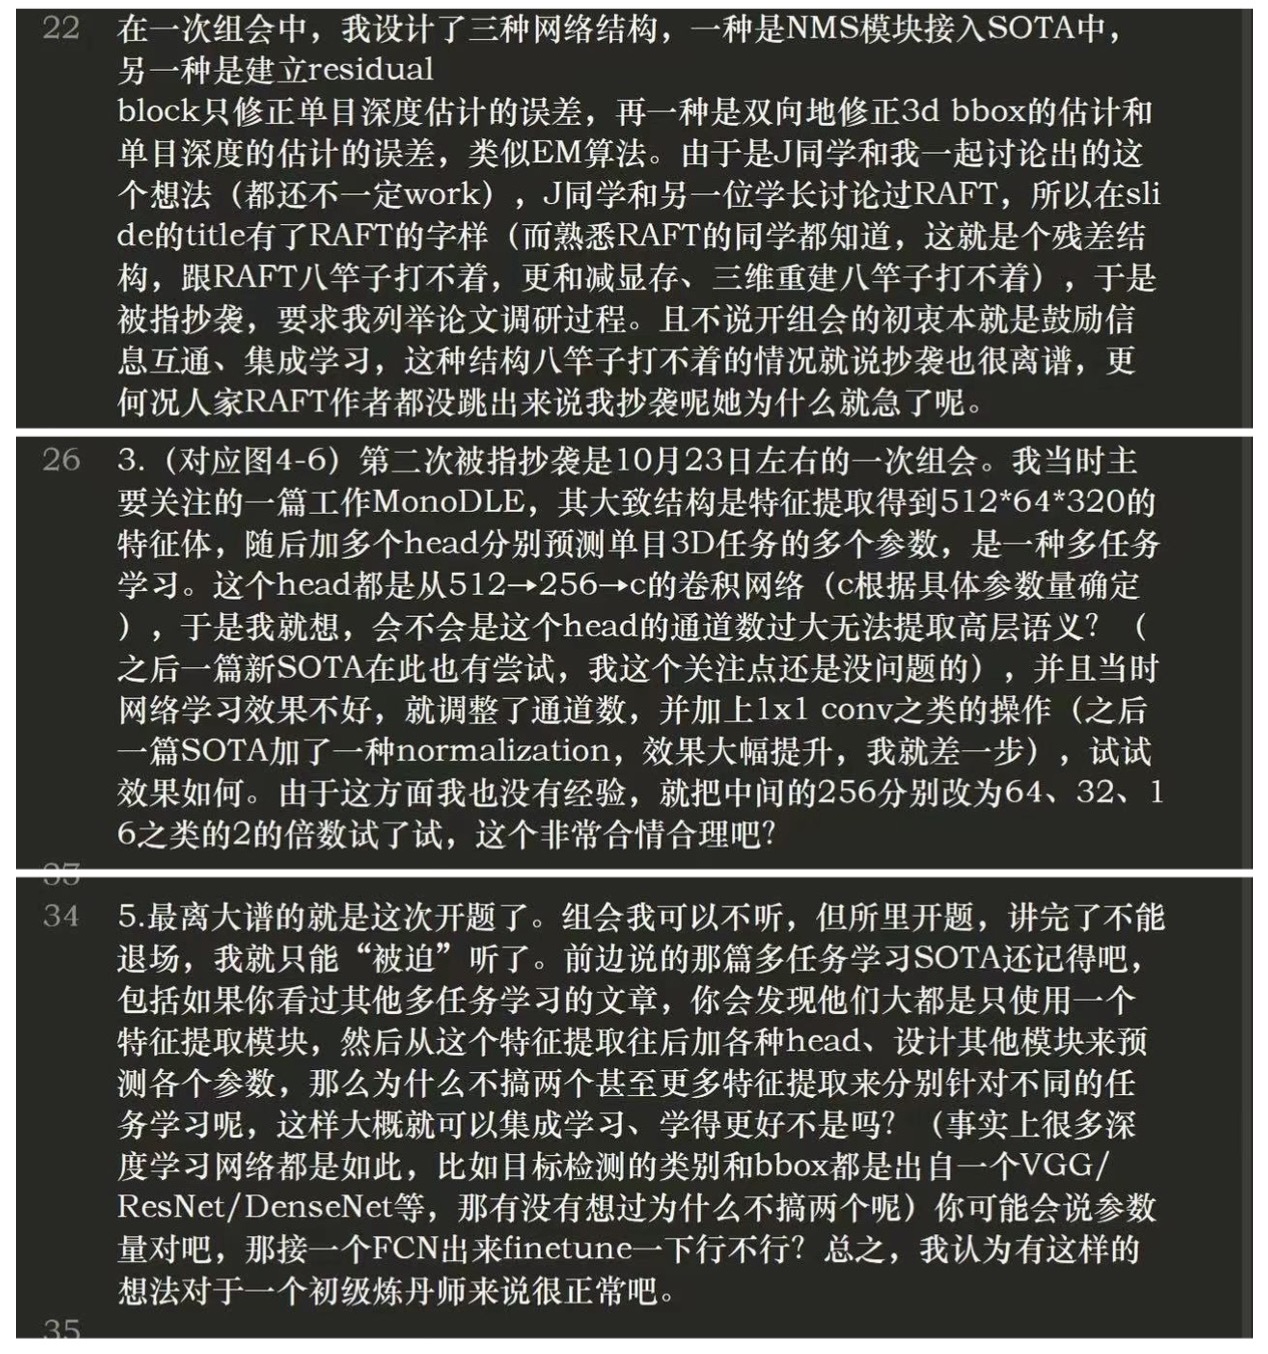 22 在一次组会中，我设计了三种网络结构，一种是NMS模块接入SOTA中，
另一种是建立residual
block只修正单目深度估计的误差，再一种是双向地修正3d bbox的估计和
单目深度的估计的误差，类似EM算法。由于是J同学和我一起讨论出的这
个想法（都还不一定work），J同学和另一位学长讨论过RAFT，所以在sli
de的title有了RAFT的字样（而熟悉RAFT的同学都知道，这就是个残差结
构，跟RAFT八竿子打不着，更和减显存、三维重建八竿子打不着），于是
被指抄袭，要求我列举论文调研过程。且不说开组会的初衷本就是鼓励信
息互通、集成学习，这种结构八竿子打不着的情况就说抄袭也很离谱，更
何况人家RAFT作者都没跳出来说我抄袭呢她为什么就急了呢。
26 3.（对应图4-6）第二次被指抄袭是10月23日左右的一次组会。我当时主
要关注的一篇工作MonoDLE，其大致结构是特征提取得到512*64*320的
特征体，随后加多个head分别预测单目3D任务的多个参数，是一种多任务
学习。这个head都是从512→256→c的卷积网络（c根据具体参数量确定
），于是我就想，会不会是这个head的通道数过大无法提取高层语义？（
之后一篇新SOTA在此也有尝试，我这个关注点还是没问题的），并且当时
网络学习效果不好，就调整了通道数，并加上1x1 conv之类的操作（之后
一篇SOTA加了一种normalization，效果大幅提升，我就差一步），试试
效果如何。由于这方面我也没有经验，就把中间的256分别改为64、32、1
6之类的2的倍数试了试，这个非常合情合理吧？
34 5.最离大谱的就是这次开题了。组会我可以不听，但所里开题，讲完了不能
退场，我就只能“被迫”听了。前边说的那篇多任务学习SOTA还记得吧，
包括如果你看过其他多任务学习的文章，你会发现他们大都是只使用一个
特征提取模块，然后从这个特征提取往后加各种head、设计其他模块来预
测各个参数，那么为什么不搞两个甚至更多特征提取来分别针对不同的任
务学习呢，这样大概就可以集成学习、学得更好不是吗？（事实上很多深
度学习网络都是如此，比如目标检测的类别和bbox都是出自一个VGG/
ResNet/DenseNet等，那有没有想过为什么不搞两个呢）你可能会说参数
量对吧，那接一个FCN出来finetune一下行不行？总之，我认为有这样的
想法对于一个初级炼丹师来说很正常吧。
35